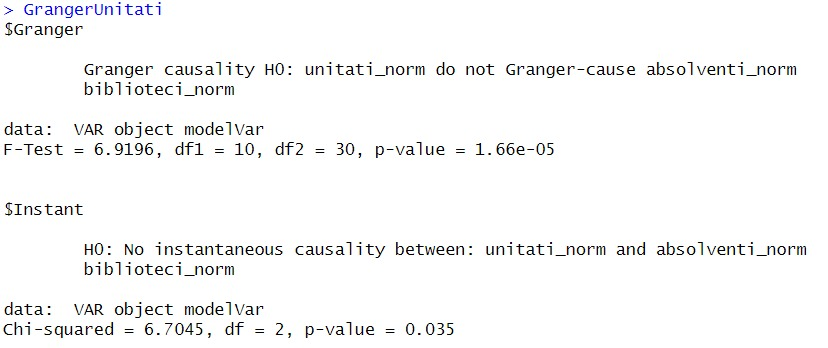 > GrangerUnitati
$Granger
Granger causality H0: unitati_norm do not Granger-cause absolventi_norm
biblioteci_norm
data:  VAR object modelVar
F-Test = 6.9196, df1 = 10, df2 = 30, p-value = 1.66e-05
$Instant
H0: No instantaneous causality between: unitati_norm and absolventi_norm
biblioteci_norm
data:  VAR object modelVar
Chi-squared = 6.7045, df = 2, p-value = 0.035